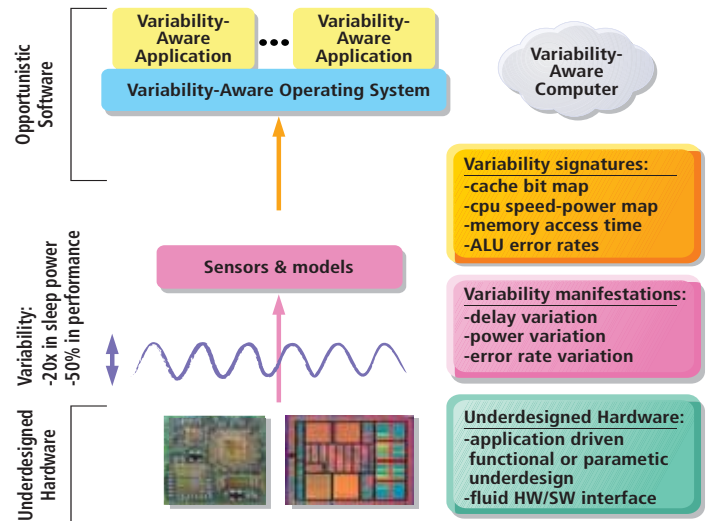 Opportunistic
Software
Variability-
Aware
Application
•••
Variability-
Aware
Application
Variability-Aware Operating System
Variability-
Aware
Computer
Variability signatures:
-cache bit map
-cpu speed-power map
-memory access time
-ALU error rates
Variability:
-20x in sleep power
-50% in performance
Sensors & models
Variability manifestations:
-delay variation
-power variation
-error rate variation
Underdesigned
Hardware
Underdesigned Hardware:
-application driven
functional or parametic
underdesign
-fluid HW/SW interface